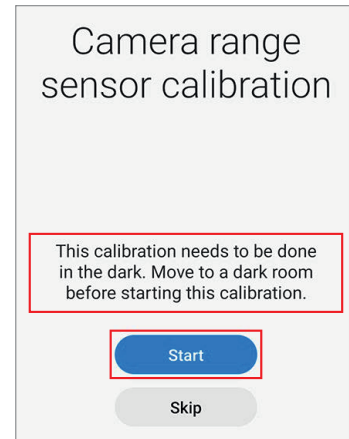 Camera range
sensor calibration
This calibration needs to be done
in the dark. Move to a dark room
before starting this calibration.
Start
Skip